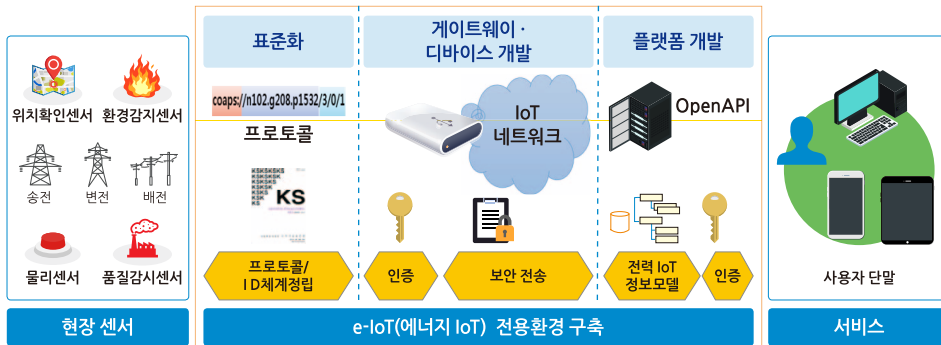 위치확인센서
환경감지센서
송전
변전
배전
물리센서
품질감시센서
현장 센서
표준화
coaps://n102.g208.p1532/3/0/1
프로토콜
KS
프로토콜/
ID체계정립
게이트웨이 ·
디바이스 개발
IoT
네트워크
인증
보안 전송
플랫폼 개발
OpenAPI
전력 IoT
정보모델
인증
e-IoT(에너지 IoT) 전용환경 구축
사용자 단말
서비스